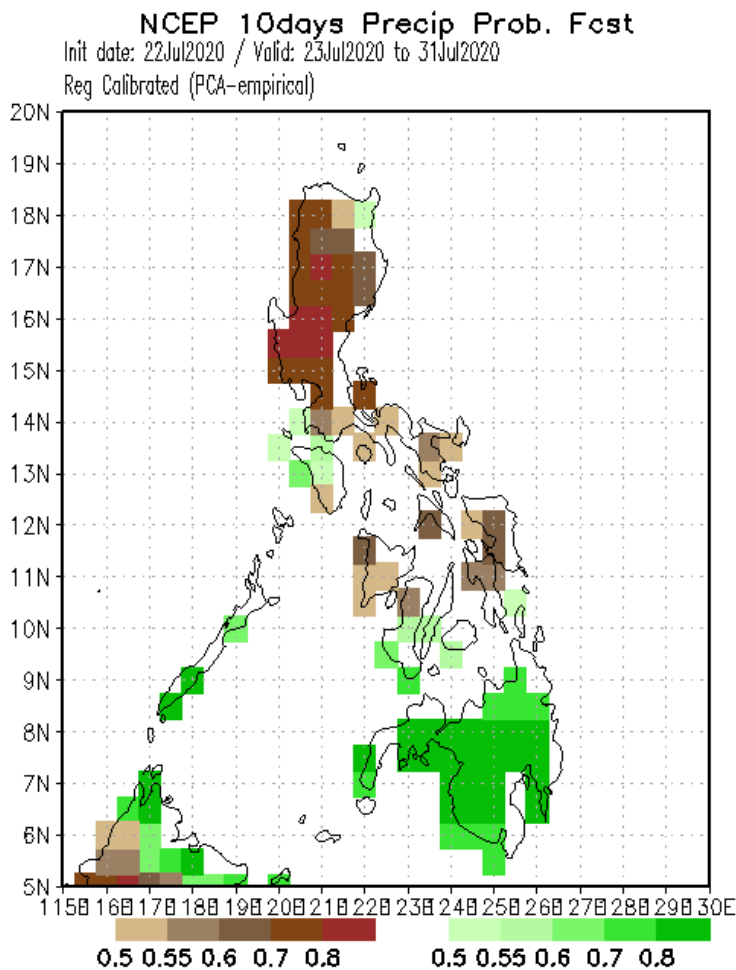 NCEP 10days Precip Prob. Fcst
Init date: 22Jul2020 / Valid: 23Jul2020 to 31Jul2020
Reg Calibrated (PCA-empirical)
20N
19N
18N
17N
16N
15N
14N
13N
12N
11N
10N
9N
8N
7N
6N
5N
115E 116E 117E 118E 119E 120E 121E 122E 123E 124E 125E 126E 127E 128E 129E 130E
0.5 0.55 0.6 0.7 0.8 0.5 0.55 0.6 0.7 0.8